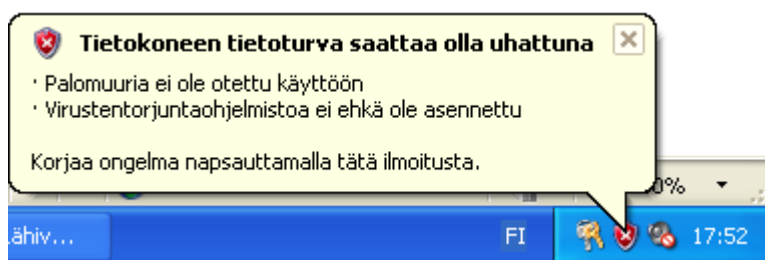 Tietokoneen tietoturva saattaa olla uhattuna
· Palomuuria ei ole otettu käyttöön
· Virustentorjuntaohjelmistoa ei ehkä ole asennettu
Korjaa ongelma napsauttamalla tätä ilmoitusta.
0%
ähiv...
FI
17:52